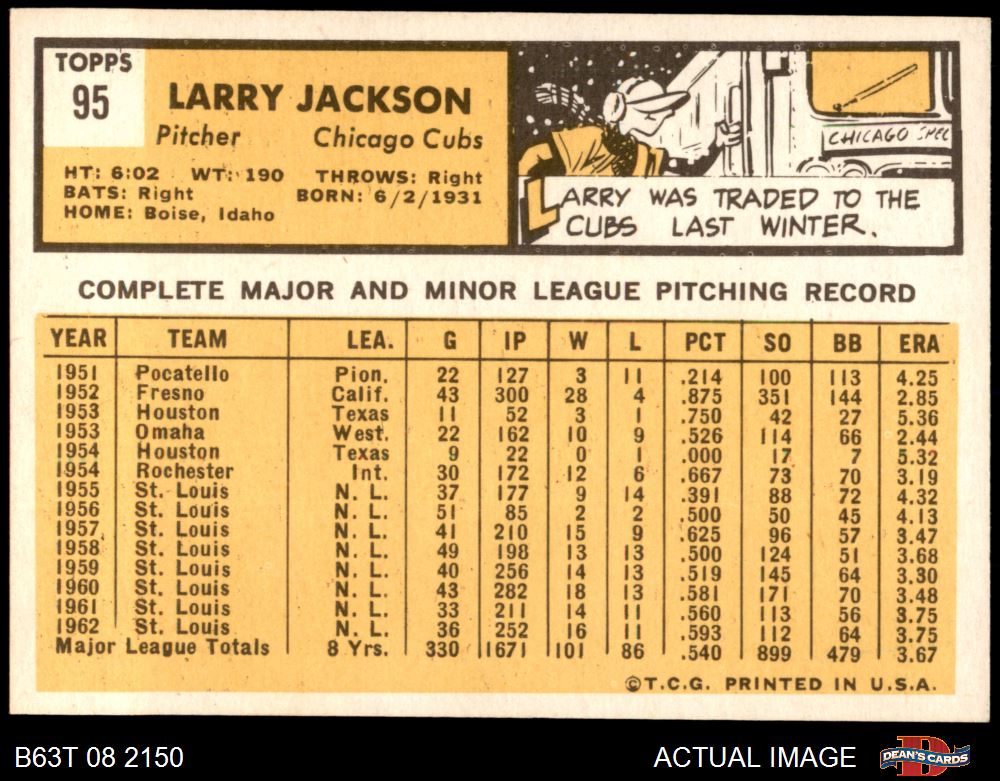 TOPPS
95
LARRY JACKSON
Pitcher Chicago Cubs
HT: 6:02 WT: 190 THROWS: Right
BATS: Right BORN: 6/2/1931
HOME: Boise, Idaho
CHICAGO
LARRY WAS TRADED TO THE
CUBS LAST WINTER.
COMPLETE MAJOR AND MINOR LEAGUE PITCHING RECORD
YEAR TEAM LEA. G IP W L PCT SO BB ERA
1951 Pocatello Pion. 22 127 3 11 .214 100 113 4.25
1952 Fresno Calif. 43 300 28 4 .875 351 144 2.85
1953 Houston Texas 11 52 3 1 .750 42 27 5.36
1953 Omaha West. 22 162 10 9 .526 114 66 2.44
1954 Houston Texas 9 22 0 1 .000 17 7 5.32
1954 Rochester Int. 30 172 12 6 .667 73 70 3.19
1955 St. Louis N. L. 37 177 9 14 .391 88 72 4.32
1956 St. Louis N. L. 51 85 2 2 .500 50 45 4.13
1957 St. Louis N. L. 41 210 15 9 .625 96 57 3.47
1958 St. Louis N. L. 49 198 13 13 .500 124 51 3.68
1959 St. Louis N. L. 40 256 14 13 .519 145 64 3.30
1960 St. Louis N. L. 43 282 18 13 .581 171 70 3.48
1961 St. Louis N. L. 33 211 14 11 .560 113 56 3.75
1962 St. Louis N. L. 36 252 16 11 .593 112 64 3.75
Major League Totals 8 Yrs. 330 1671 101 86 .540 899 479 3.67
©T.C.G. PRINTED IN U.S.A.
B63T 08 2150 ACTUAL IMAGE DEAN'S CARDS